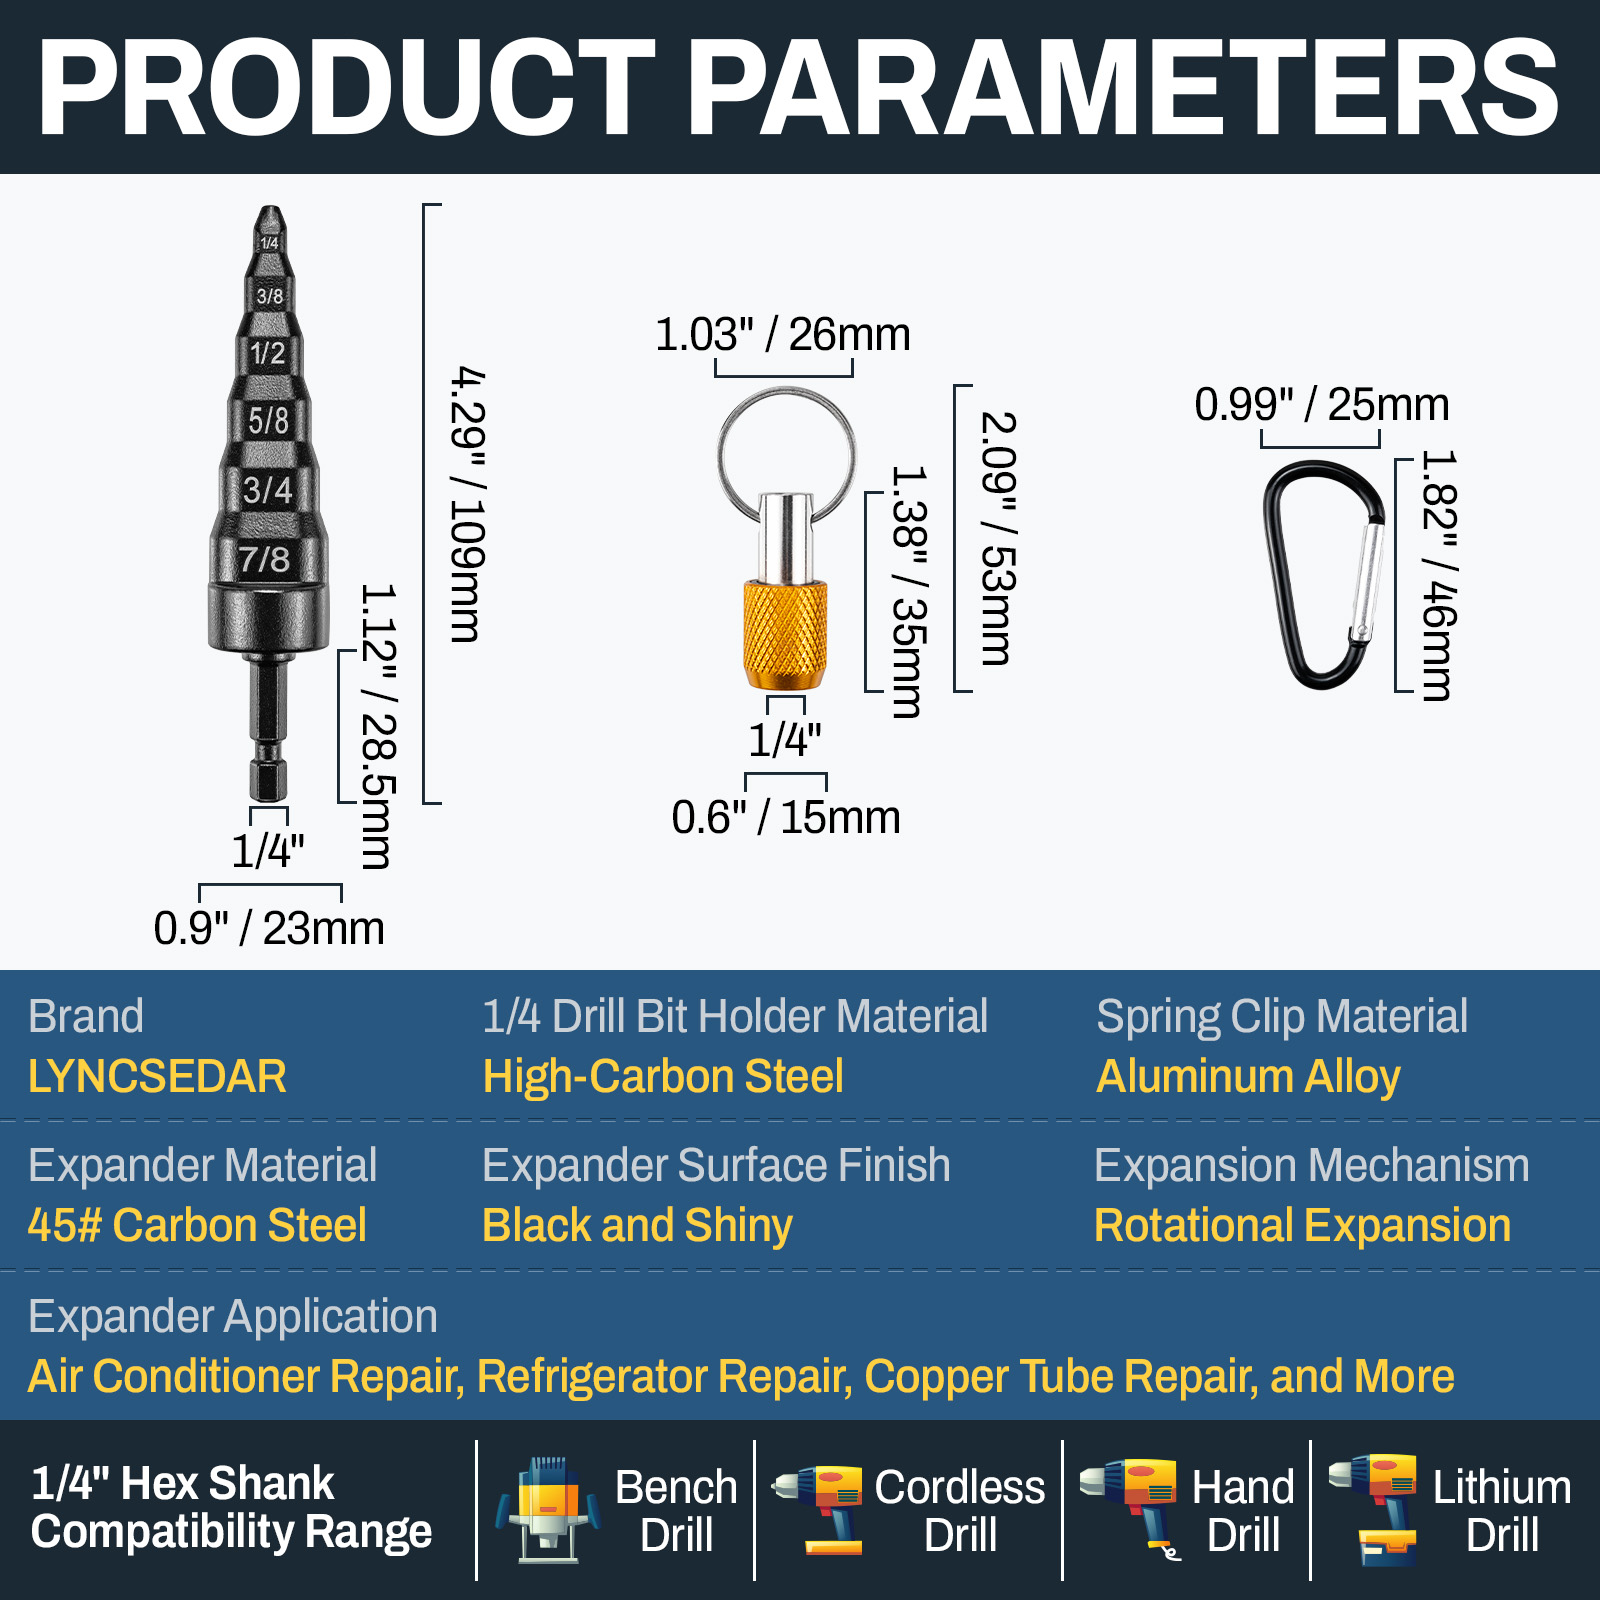 PRODUCT PARAMETERS
1/4
3/8
1/2
5/8
3/4
7/8
4.29" / 109mm
1.12" / 28.5mm
1/4"
0.9" / 23mm
1.03" / 26mm
2.09" / 53mm
1.38" / 35mm
1/4"
0.6" / 15mm
0.99" / 25mm
1.82" / 46mm
Brand
LYNCSEDAR
1/4 Drill Bit Holder Material
High-Carbon Steel
Spring Clip Material
Aluminum Alloy
Expander Material
45# Carbon Steel
Expander Surface Finish
Black and Shiny
Expansion Mechanism
Rotational Expansion
Expander Application
Air Conditioner Repair, Refrigerator Repair, Copper Tube Repair, and More
1/4" Hex Shank
Compatibility Range
Bench
Drill
Cordless
Drill
Hand
Drill
Lithium
Drill